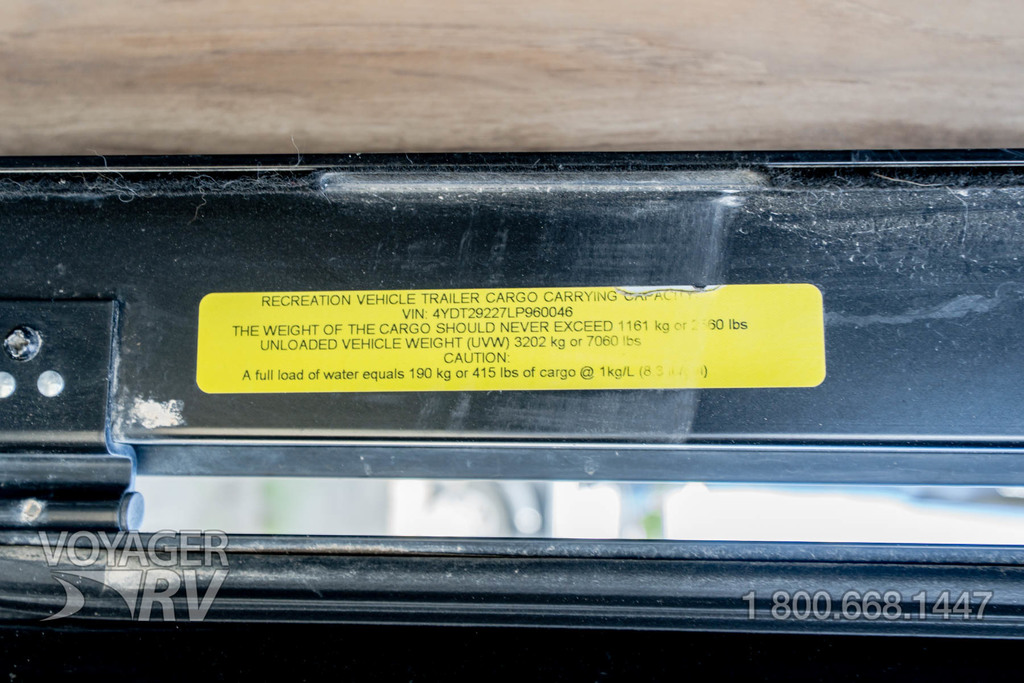 RECREATION VEHICLE TRAILER CARGO CARRYING CAPACITY
VIN: 4YDT29227LP960046
THE WEIGHT OF THE CARGO SHOULD NEVER EXCEED 1161 kg or lbs
UNLOADED VEHICLE WEIGHT (UVW) 3202 kg or 7060 lbs
CAUTION:
A full load of water equals 190 kg or 415 lbs of cargo @ 1kg/L
VOYAGER
RV
1 800.668.1447